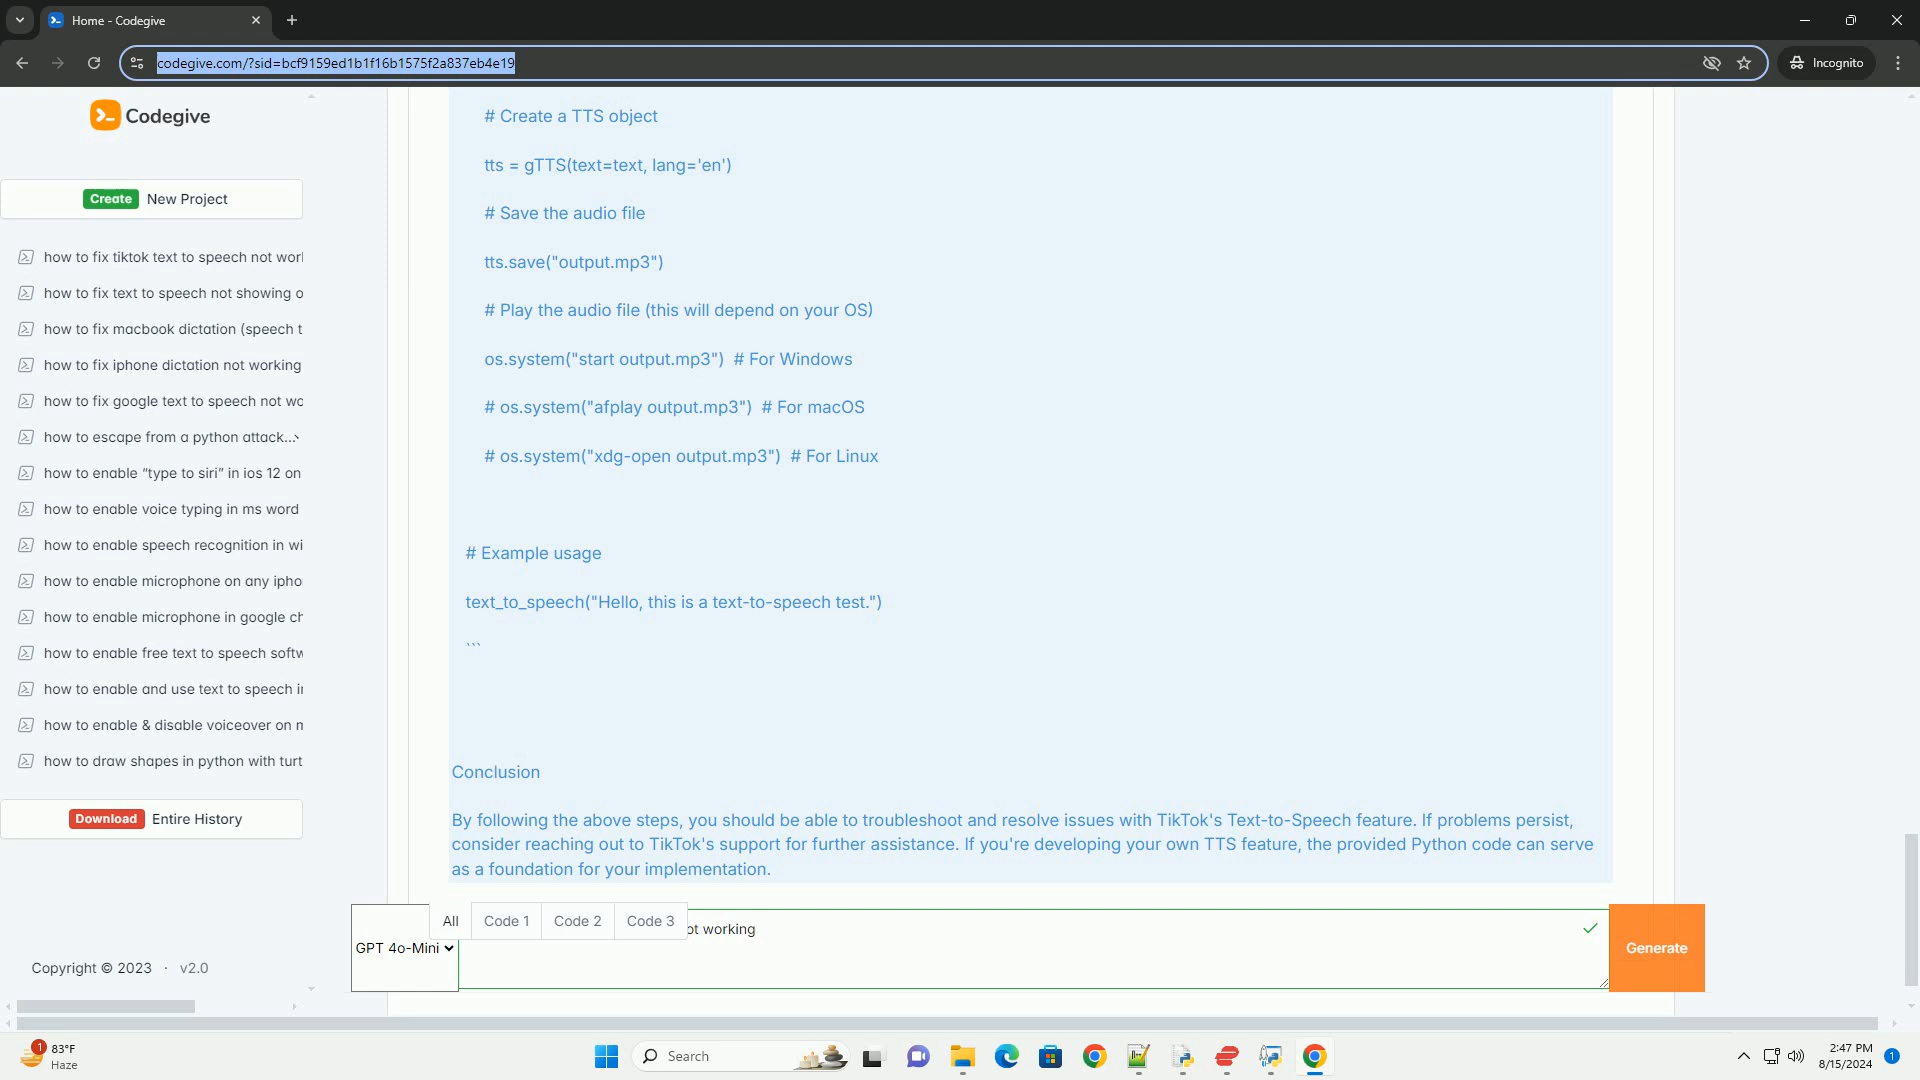 Home - Codegive
codegive.com/?sid=bcf9159ed1b1f16b1575f2a837eb4e19
Incognito
Codegive
Create New Project
how to fix tiktok text to speech not worl
how to fix text to speech not showing o
how to fix macbook dictation (speech t
how to fix iphone dictation not working
how to fix google text to speech not wo
how to escape from a python attack...
how to enable “type to siri” in ios 12 on
how to enable voice typing in ms word
how to enable speech recognition in wi
how to enable microphone on any ipho
how to enable microphone in google ch
how to enable free text to speech softw
how to enable and use text to speech in
how to enable & disable voiceover on m
how to draw shapes in python with turt
Download Entire History
Copyright © 2023 · v2.0
# Create a TTS object
tts = gTTS(text=text, lang='en')
# Save the audio file
tts.save("output.mp3")
# Play the audio file (this will depend on your OS)
os.system("start output.mp3") # For Windows
# os.system("afplay output.mp3") # For macOS
# os.system("xdg-open output.mp3") # For Linux
# Example usage
text_to_speech("Hello, this is a text-to-speech test.")
```
Conclusion
By following the above steps, you should be able to troubleshoot and resolve issues with TikTok's Text-to-Speech feature. If problems persist,
consider reaching out to TikTok's support for further assistance. If you're developing your own TTS feature, the provided Python code can serve
as a foundation for your implementation.
All Code 1 Code 2 Code 3
ot working
GPT 4o-Mini
Generate
1
83°F
Haze
Search
2:47 PM
8/15/2024
1